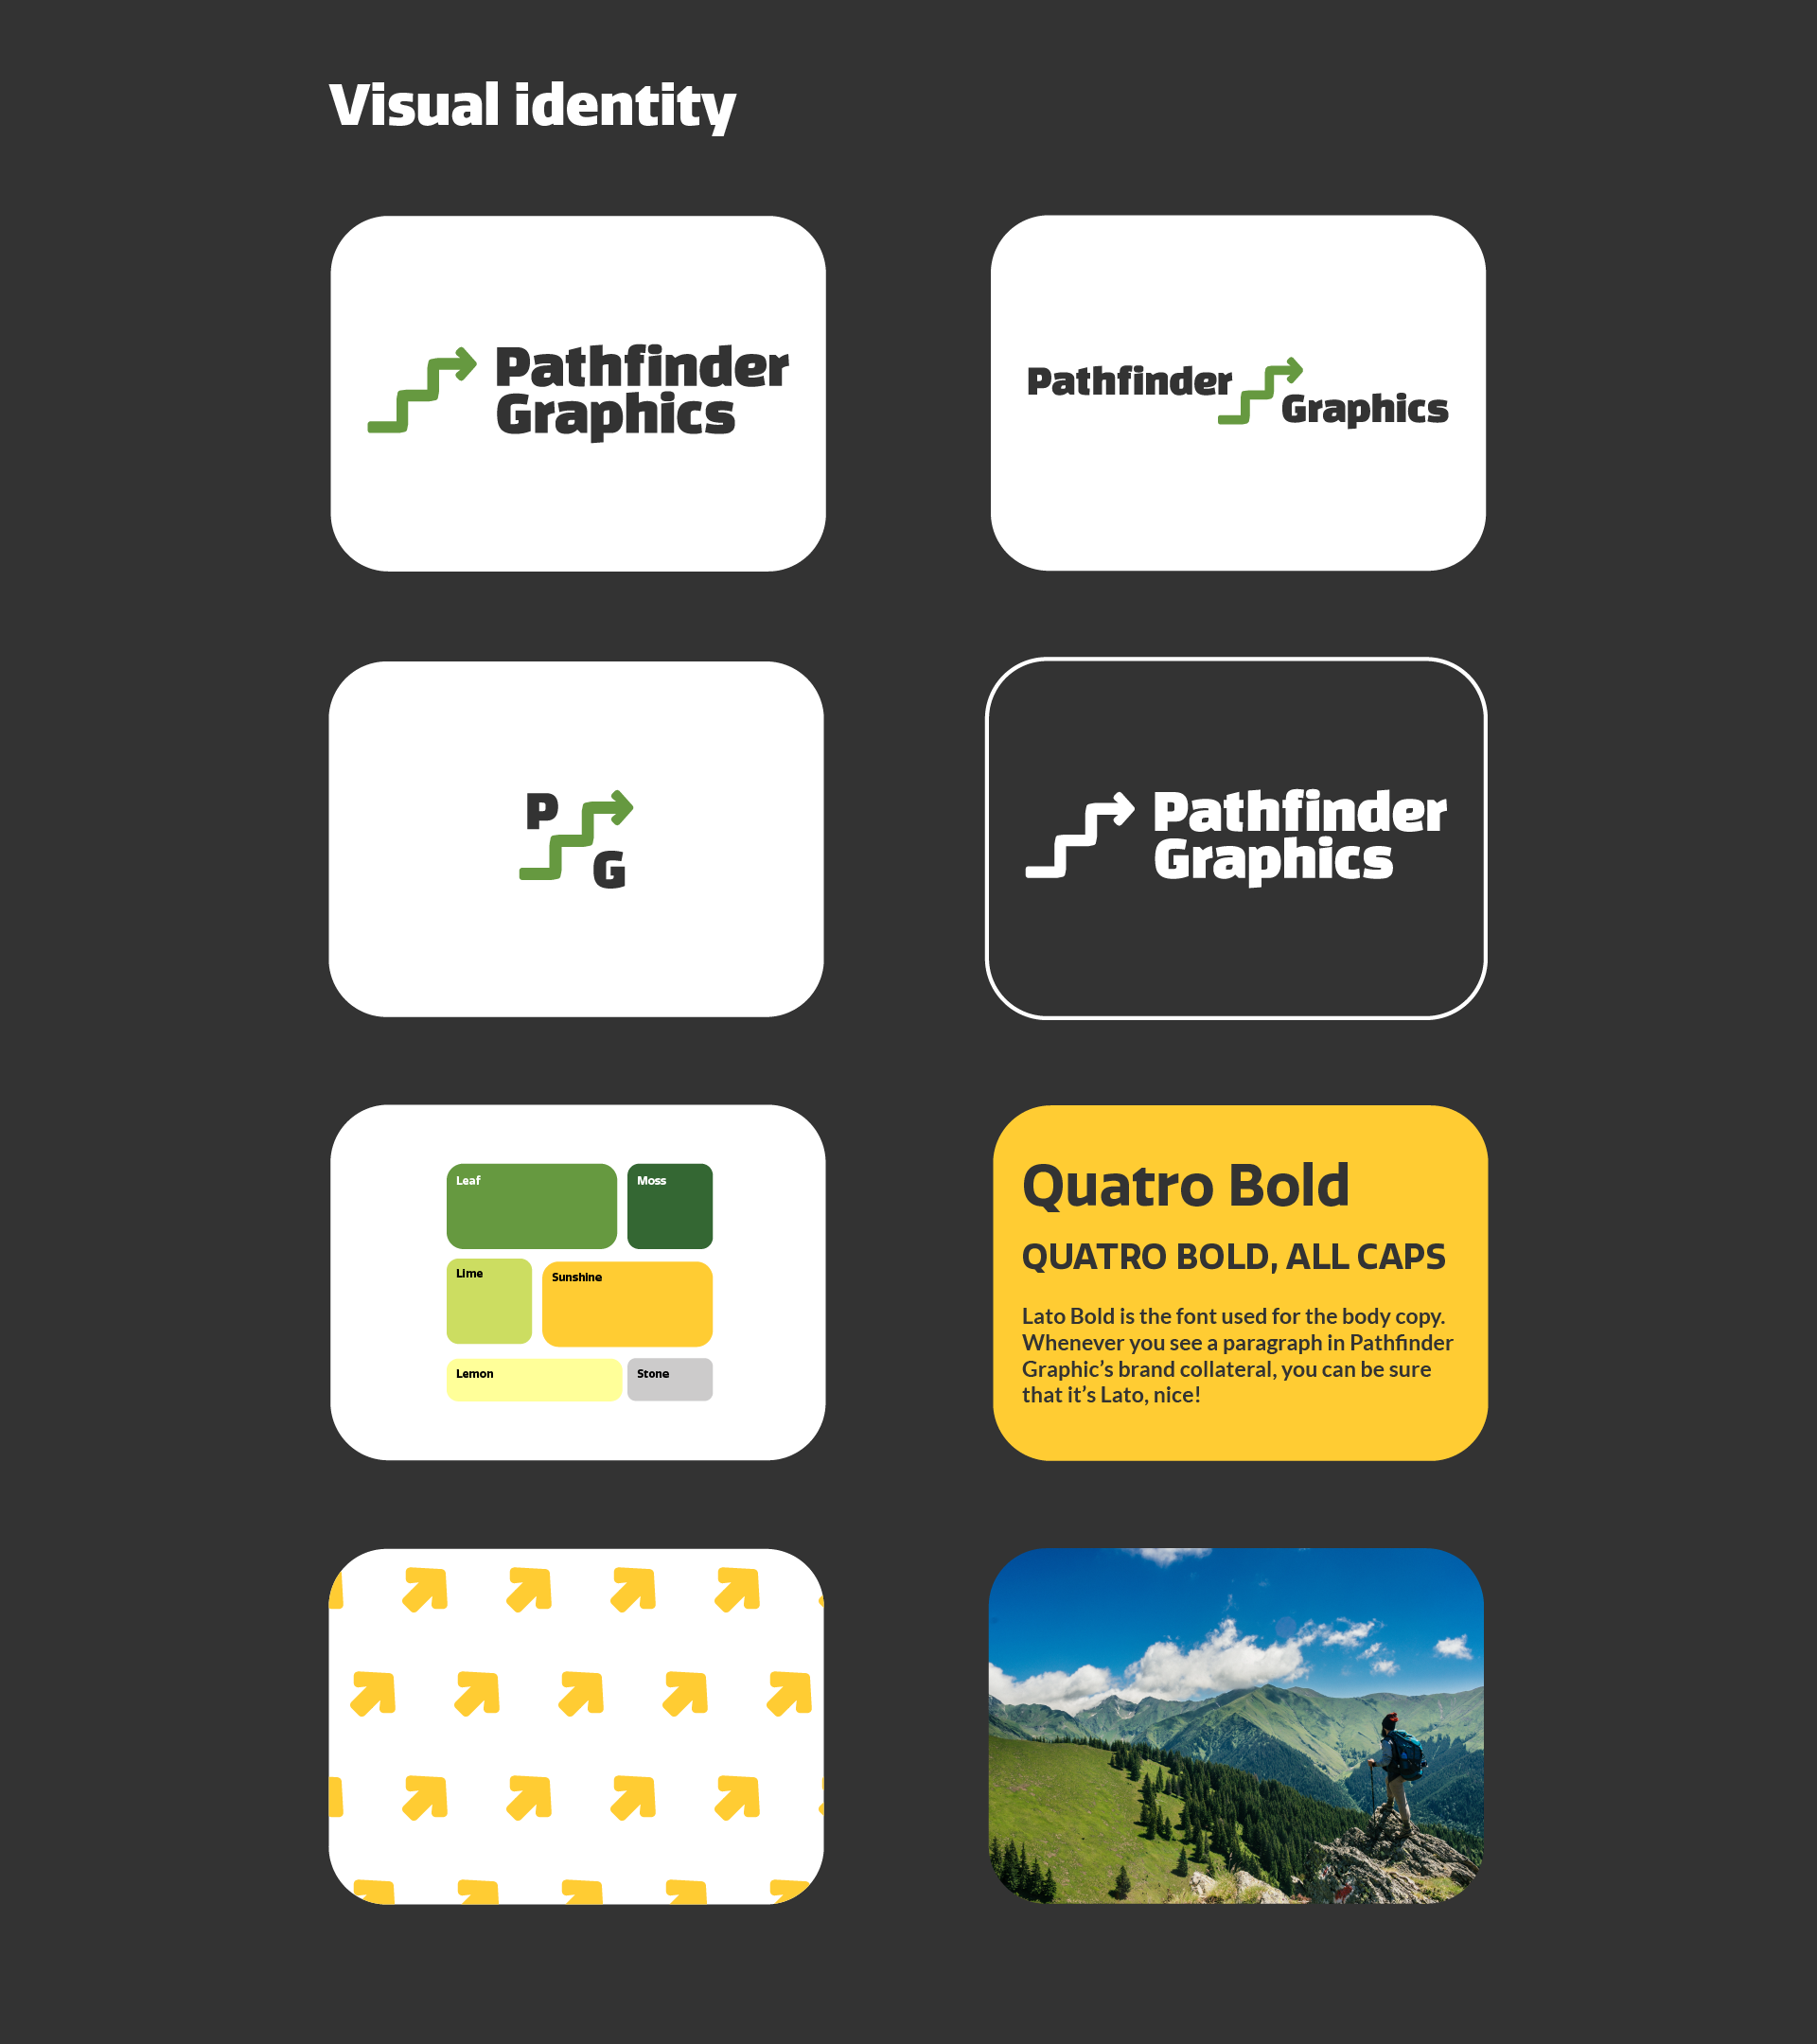 Visual identity
Pathfinder
Graphics
Pathfinder
Graphics
P
G
Pathfinder
Graphics
Leaf
Moss
Lime
Sunshine
Lemon
Stone
Quatro Bold
QUATRO BOLD, ALL CAPS
Lato Bold is the font used for the body copy.
Whenever you see a paragraph in Pathfinder
Graphic’s brand collateral, you can be sure
that it’s Lato, nice!